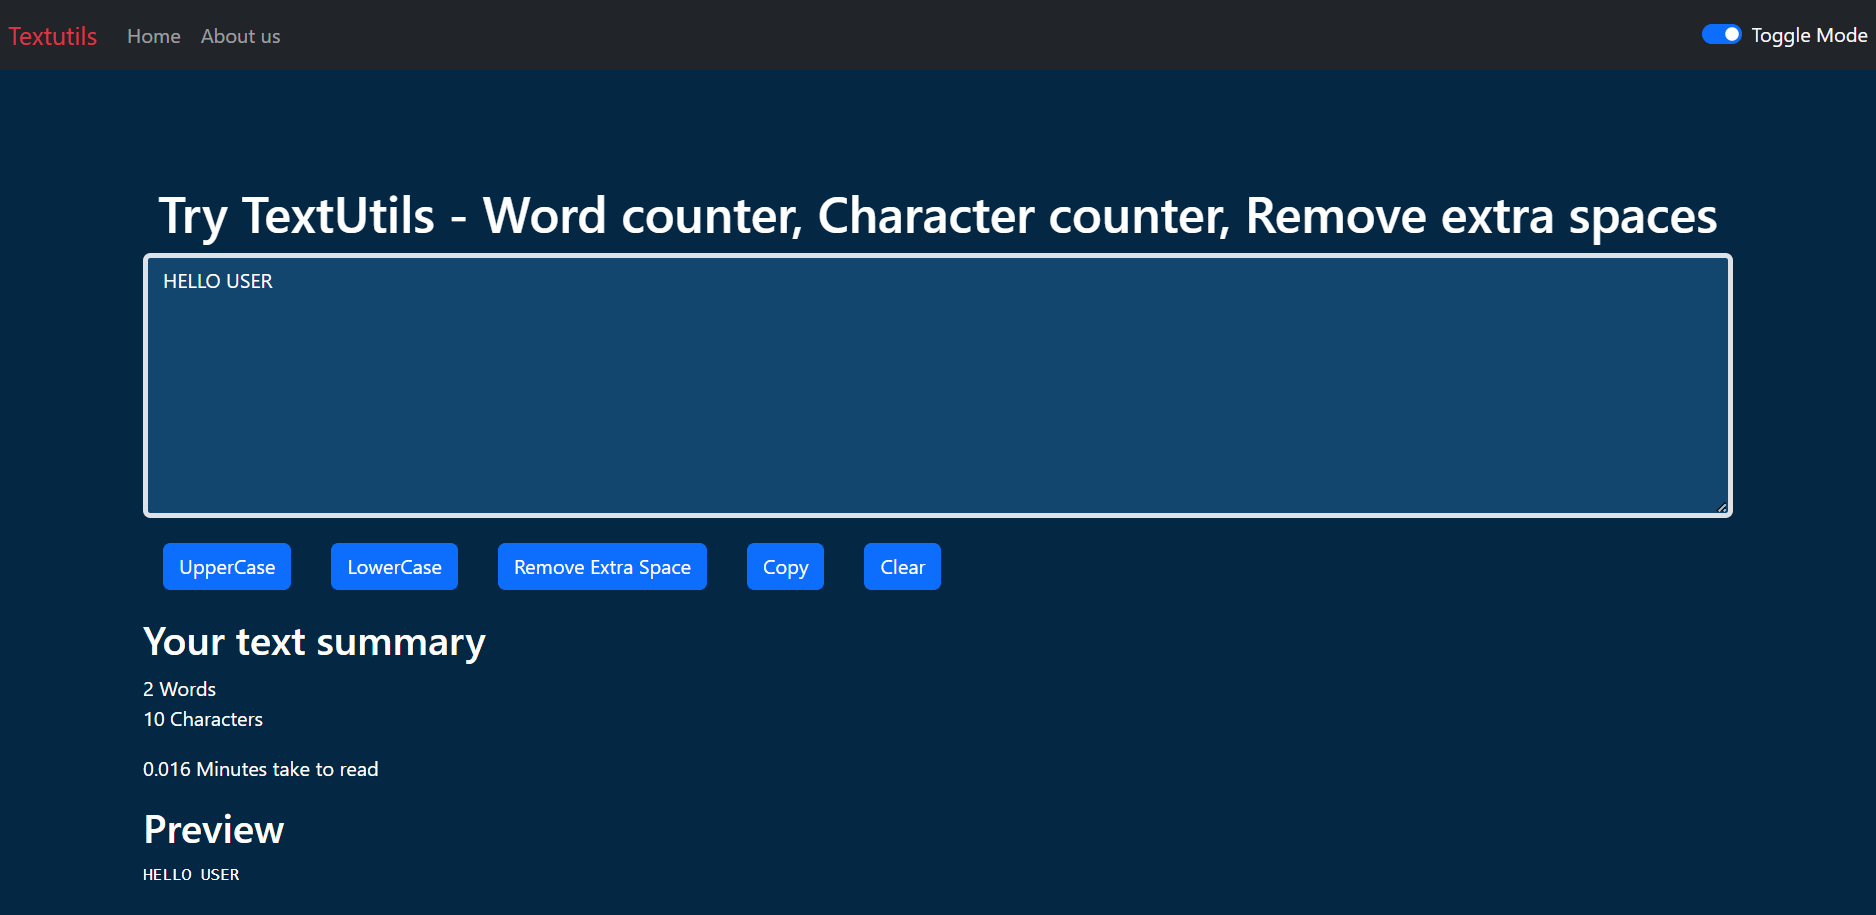 Textutils Home About us Toggle Mode
Try TextUtils - Word counter, Character counter, Remove extra spaces
HELLO USER
UpperCase LowerCase Remove Extra Space Copy Clear
Your text summary
2 Words
10 Characters
0.016 Minutes take to read
Preview
HELLO USER